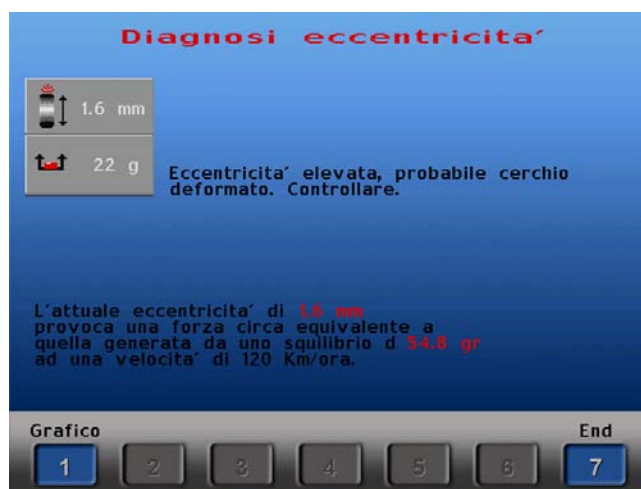 Diagnosi eccentricita'
1.6 mm
22 g
Eccentricita' elevata, probabile cerchio
deformato. Controllare.
L'attuale eccentricita' di 1.6 mm
provoca una forza circa equivalente a
quella generata da uno squilibrio d 54.8 gr
ad una velocita' di 120 Km/ora.
Grafico End
1 2 3 4 5 6 7